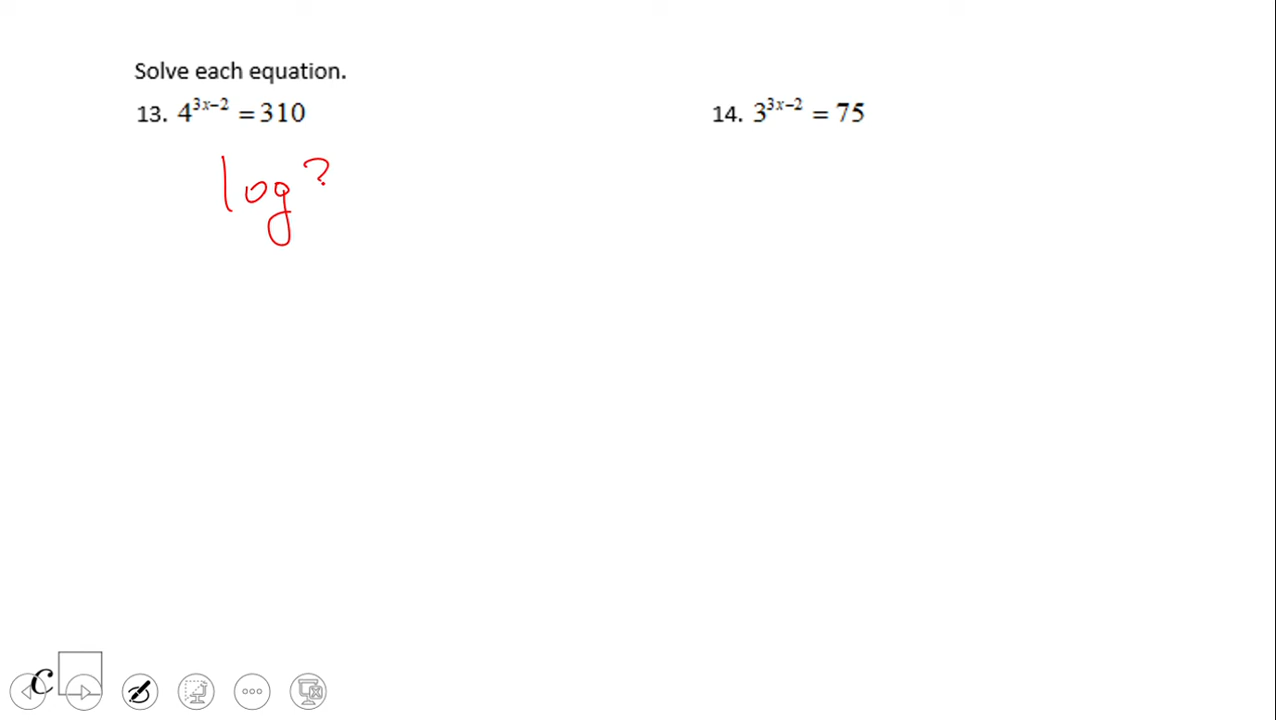 Solve each equation.
13. 4^{3x-2} = 310
14. 3^{3x-2} = 75
log ?
C